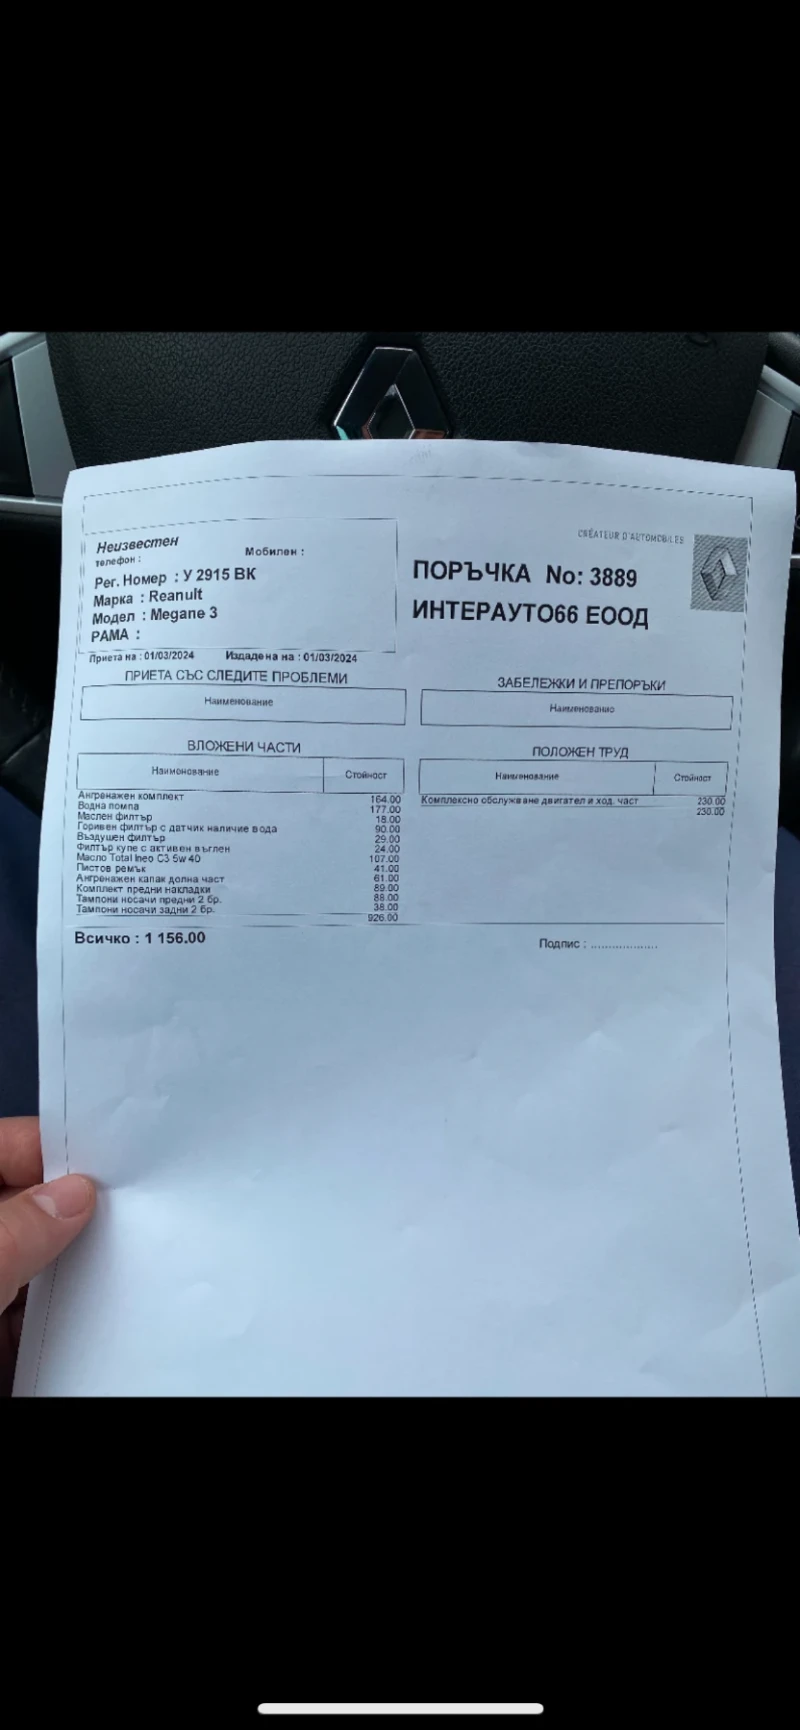 CRÉATEUR D'AUTOMOBILES
Неизвестен
телефон :
Мобилен :
Рег. Номер : У 2915 ВК
Марка : Reanult
Модел : Megane 3
РАМА :
ПОРЪЧКА No: 3889
ИНТЕРАУТО66 ЕООД
Приета на : 01/03/2024 Издадена на : 01/03/2024
ПРИЕТА СЪС СЛЕДИТЕ ПРОБЛЕМИ
Наименование
ЗАБЕЛЕЖКИ И ПРЕПОРЪКИ
Наименование
ВЛОЖЕНИ ЧАСТИ
Наименование Стойност
Ангренажен комплект 164.00
Водна помпа 177.00
Маслен филтър 18.00
Горивен филтър с датчик наличие вода 90.00
Въздушен филтър 29.00
Филтър купе с активен въглен 24.00
Масло Total Ineo C3 5w40 107.00
Пистов ремък 41.00
Ангренажен капак долна част 61.00
Комплект предни накладки 89.00
Тампони носачи предни 2 бр. 88.00
Тампони носачи задни 2 бр. 38.00
926.00
ПОЛОЖЕН ТРУД
Наименование Стойност
Комплексно обслужване двигател и ход. част 230.00
230.00
Всичко : 1 156.00
Подпис : ...................